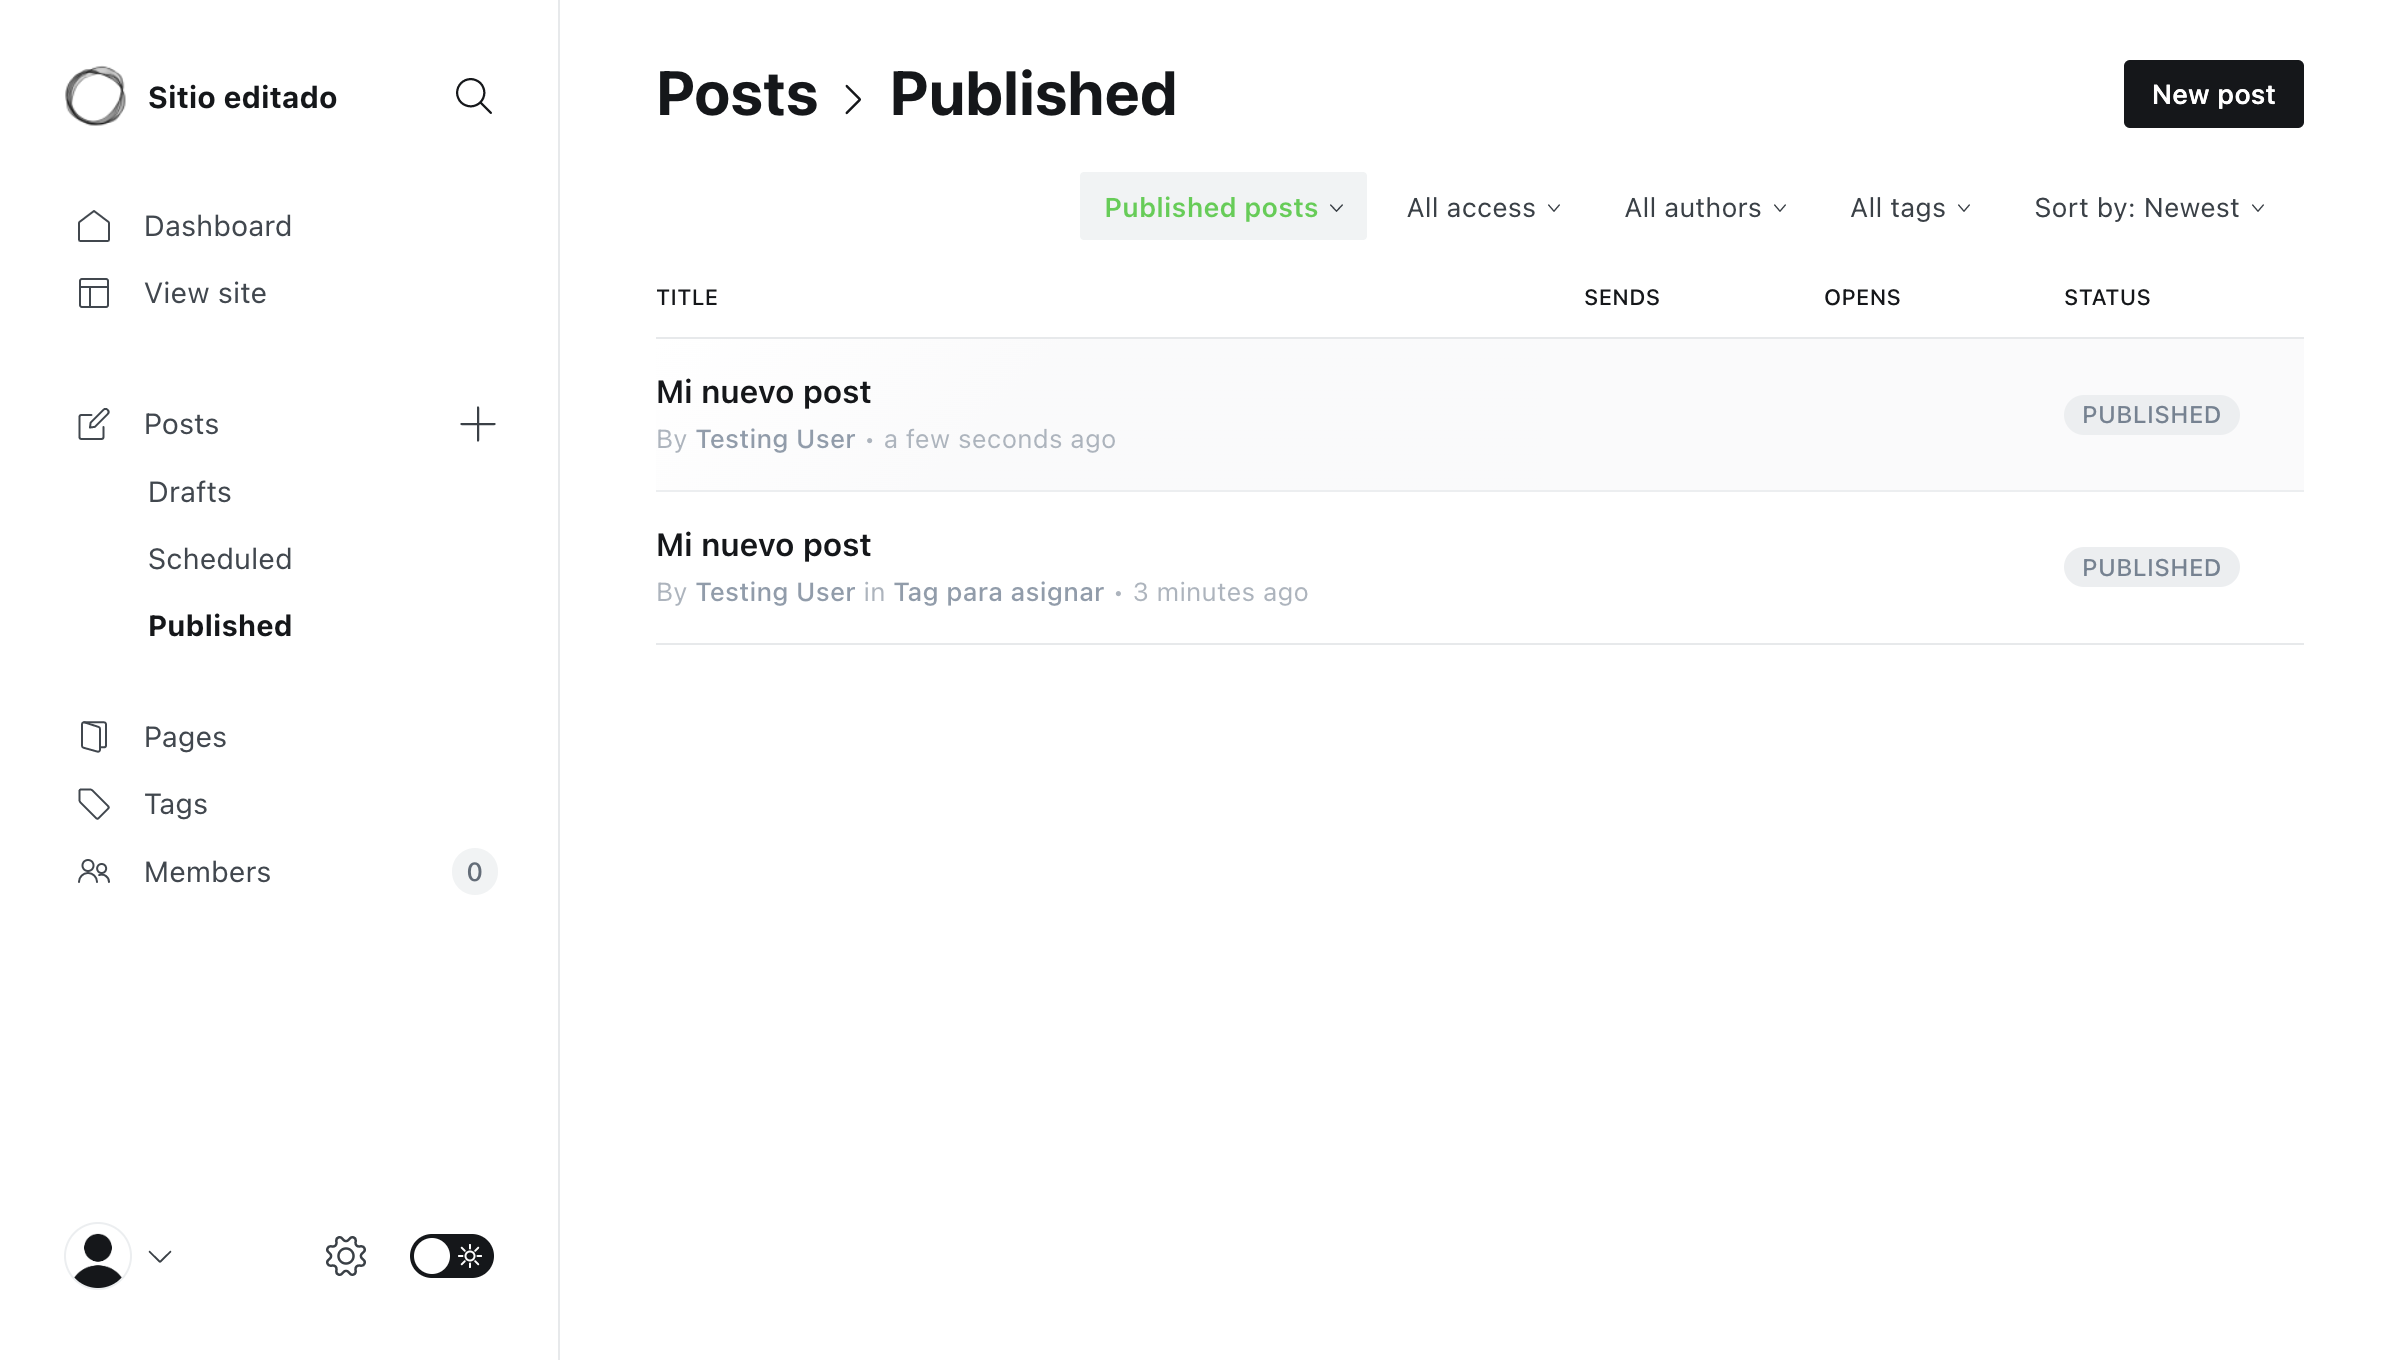 Sitio editado
Dashboard
View site
Posts
Drafts
Scheduled
Published
Pages
Tags
Members 0
Posts > Published
New post
Published posts All access All authors All tags Sort by: Newest
TITLE SENDS OPENS STATUS
Mi nuevo post
By Testing User • a few seconds ago
PUBLISHED
Mi nuevo post
By Testing User in Tag para asignar • 3 minutes ago
PUBLISHED